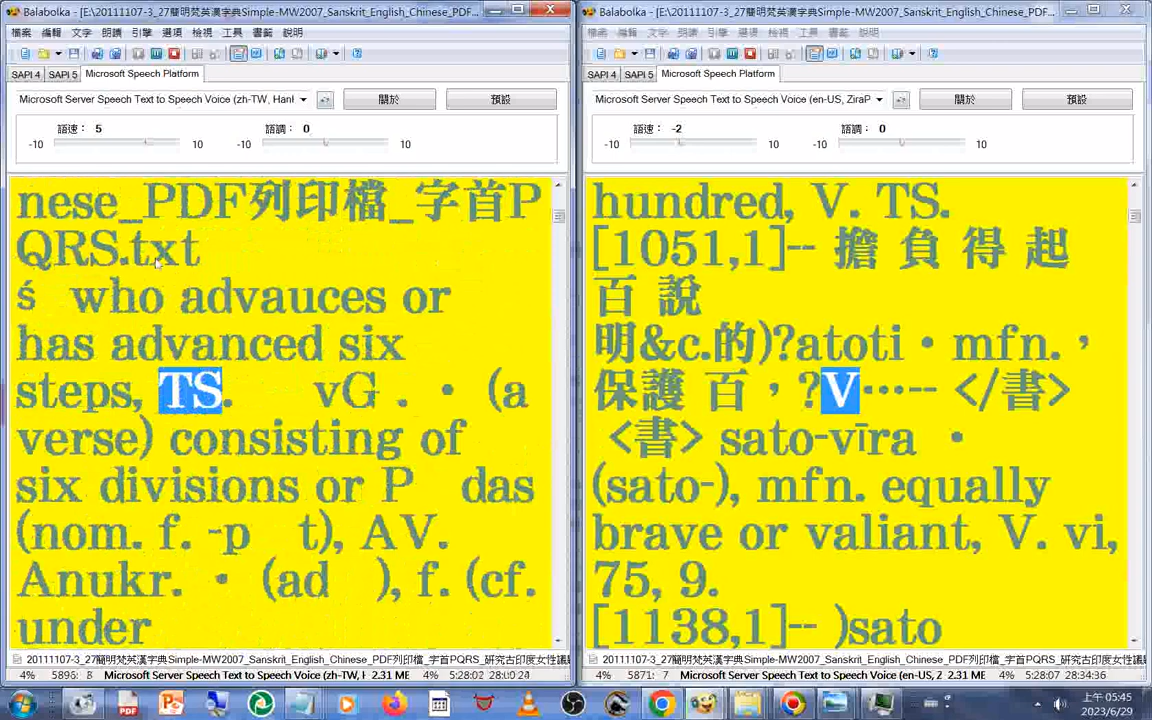 Balabolka - [E:\20111107-3_27簡明梵英漢字典Simple-MW2007_Sanskrit_English_Chinese_PDF...
檔案 編輯 文字 朗讀 引擎 選項 檢視 工具 書籤 說明
SAPI 4 SAPI 5 Microsoft Speech Platform
Microsoft Server Speech Text to Speech Voice (zh-TW, Hanl
關於 預設
語速： 5 語調： 0
-10 10 -10 10
nese_PDF列印檔_字首P
QRS.txt
ś who advauces or
has advanced six
steps, TS. vG . • (a
verse) consisting of
six divisions or P das
(nom. f. -p t), AV.
Anukr. • (ad ), f. (cf.
under
20111107-3_27簡明梵英漢字典Simple-MW2007_Sanskrit_English_Chinese_PDF列印檔_字首PQRS_研究古印度女性議
4% 5896: 8 Microsoft Server Speech Text to Speech Voice (zh-TW, H 2.31 ME 4% 5:28:02 28:00:24
Balabolka - [E:\20111107-3_27簡明梵英漢字典Simple-MW2007_Sanskrit_English_Chinese_PDF...
檔案 編輯 文字 朗讀 引擎 選項 檢視 工具 書籤 說明
SAPI 4 SAPI 5 Microsoft Speech Platform
Microsoft Server Speech Text to Speech Voice (en-US, ZiraP
關於 預設
語速： -2 語調： 0
-10 10 -10 10
hundred, V. TS.
[1051,1]-- 擔 負 得 起
百 說
明&c.的)?atoti • mfn.，
保護 百，?V…-- </書>
<書> sato-vīra •
(sato-), mfn. equally
brave or valiant, V. vi,
75, 9.
[1138,1]-- )sato
20111107-3_27簡明梵英漢字典Simple-MW2007_Sanskrit_English_Chinese_PDF列印檔_字首PQRS_研究古印度女性議
4% 5871: 7 Microsoft Server Speech Text to Speech Voice (en-US, Z 2.31 ME 4% 5:28:07 28:34:36
上午 05:45
2023/6/29